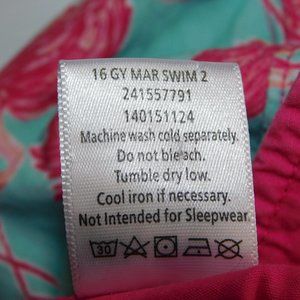 16 GY MAR SWIM 2
241557791
140151124
Machine wash cold separately.
Do not bleach.
Tumble dry low.
Cool iron if necessary.
Not Intended for Sleepwear
30